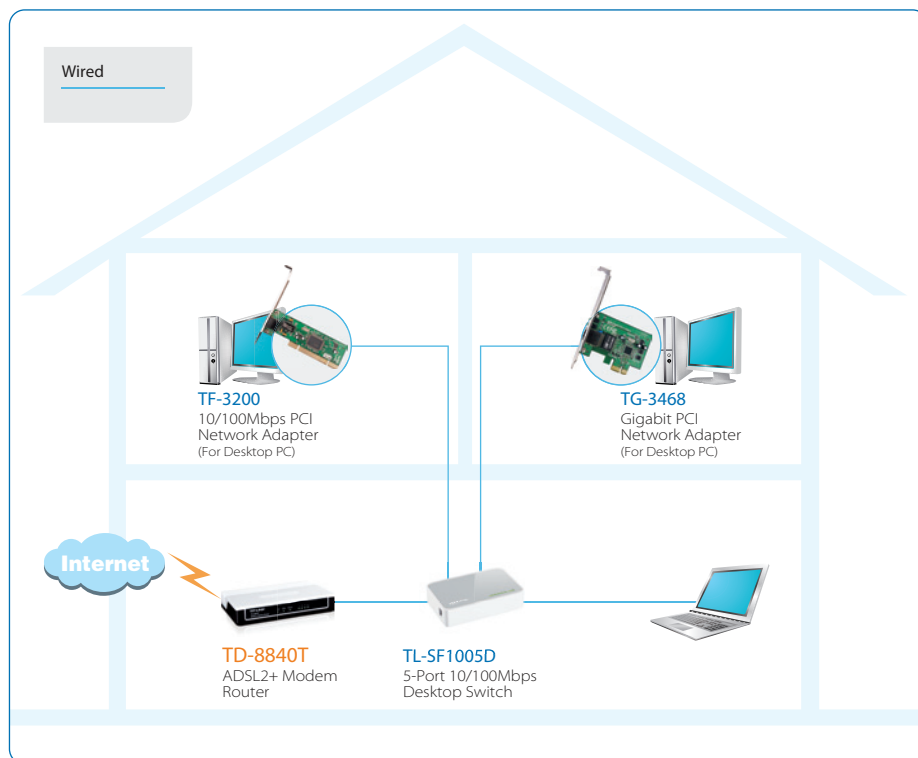 Wired
TF-3200
10/100Mbps PCI
Network Adapter
(For Desktop PC)
TG-3468
Gigabit PCI
Network Adapter
(For Desktop PC)
Internet
TD-8840T
ADSL2+ Modem
Router
TL-SF1005D
5-Port 10/100Mbps
Desktop Switch